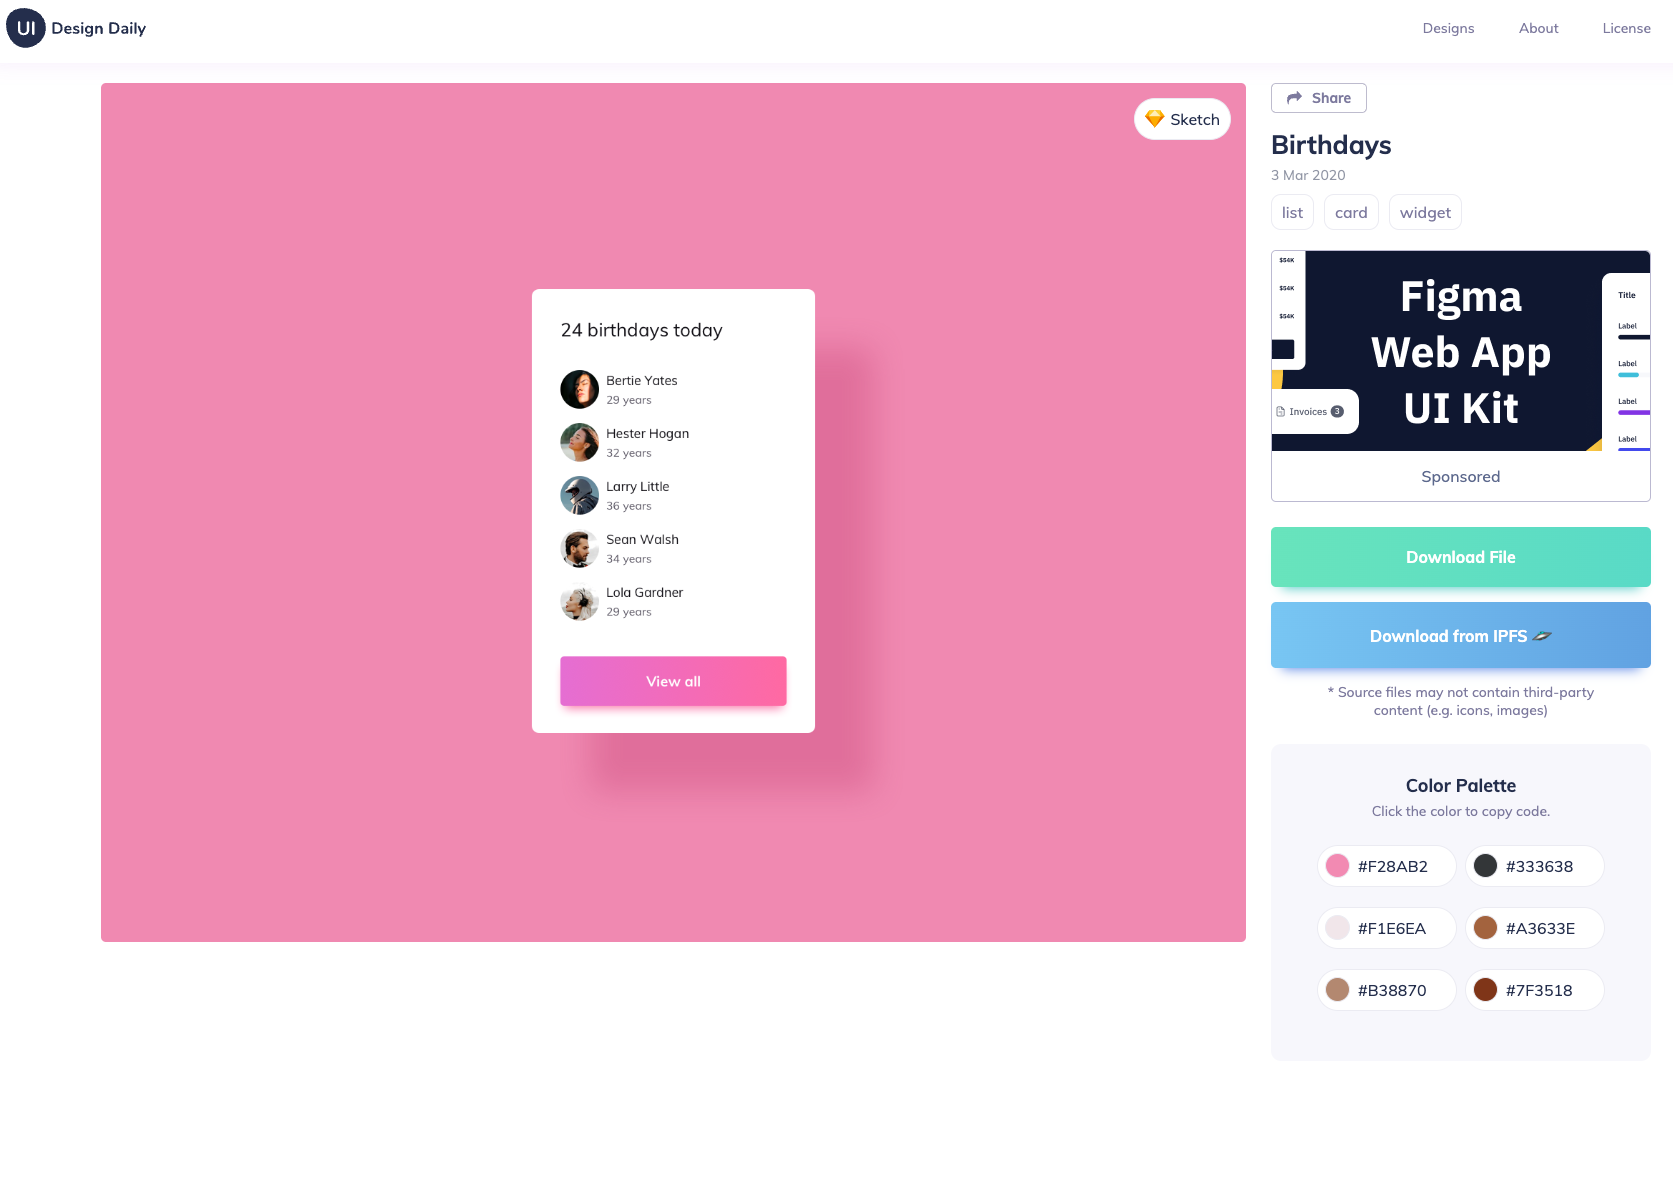 UI Design Daily
Designs About License
Sketch
24 birthdays today
Bertie Yates
29 years
Hester Hogan
32 years
Larry Little
36 years
Sean Walsh
34 years
Lola Gardner
29 years
View all
Share
Birthdays
3 Mar 2020
list card widget
$54K
$54K
$54K
Invoices 3
Figma
Web App
UI Kit
Title
Label
Label
Label
Label
Sponsored
Download File
Download from IPFS
* Source files may not contain third-party
content (e.g. icons, images)
Color Palette
Click the color to copy code.
#F28AB2 #333638
#F1E6EA #A3633E
#B38870 #7F3518